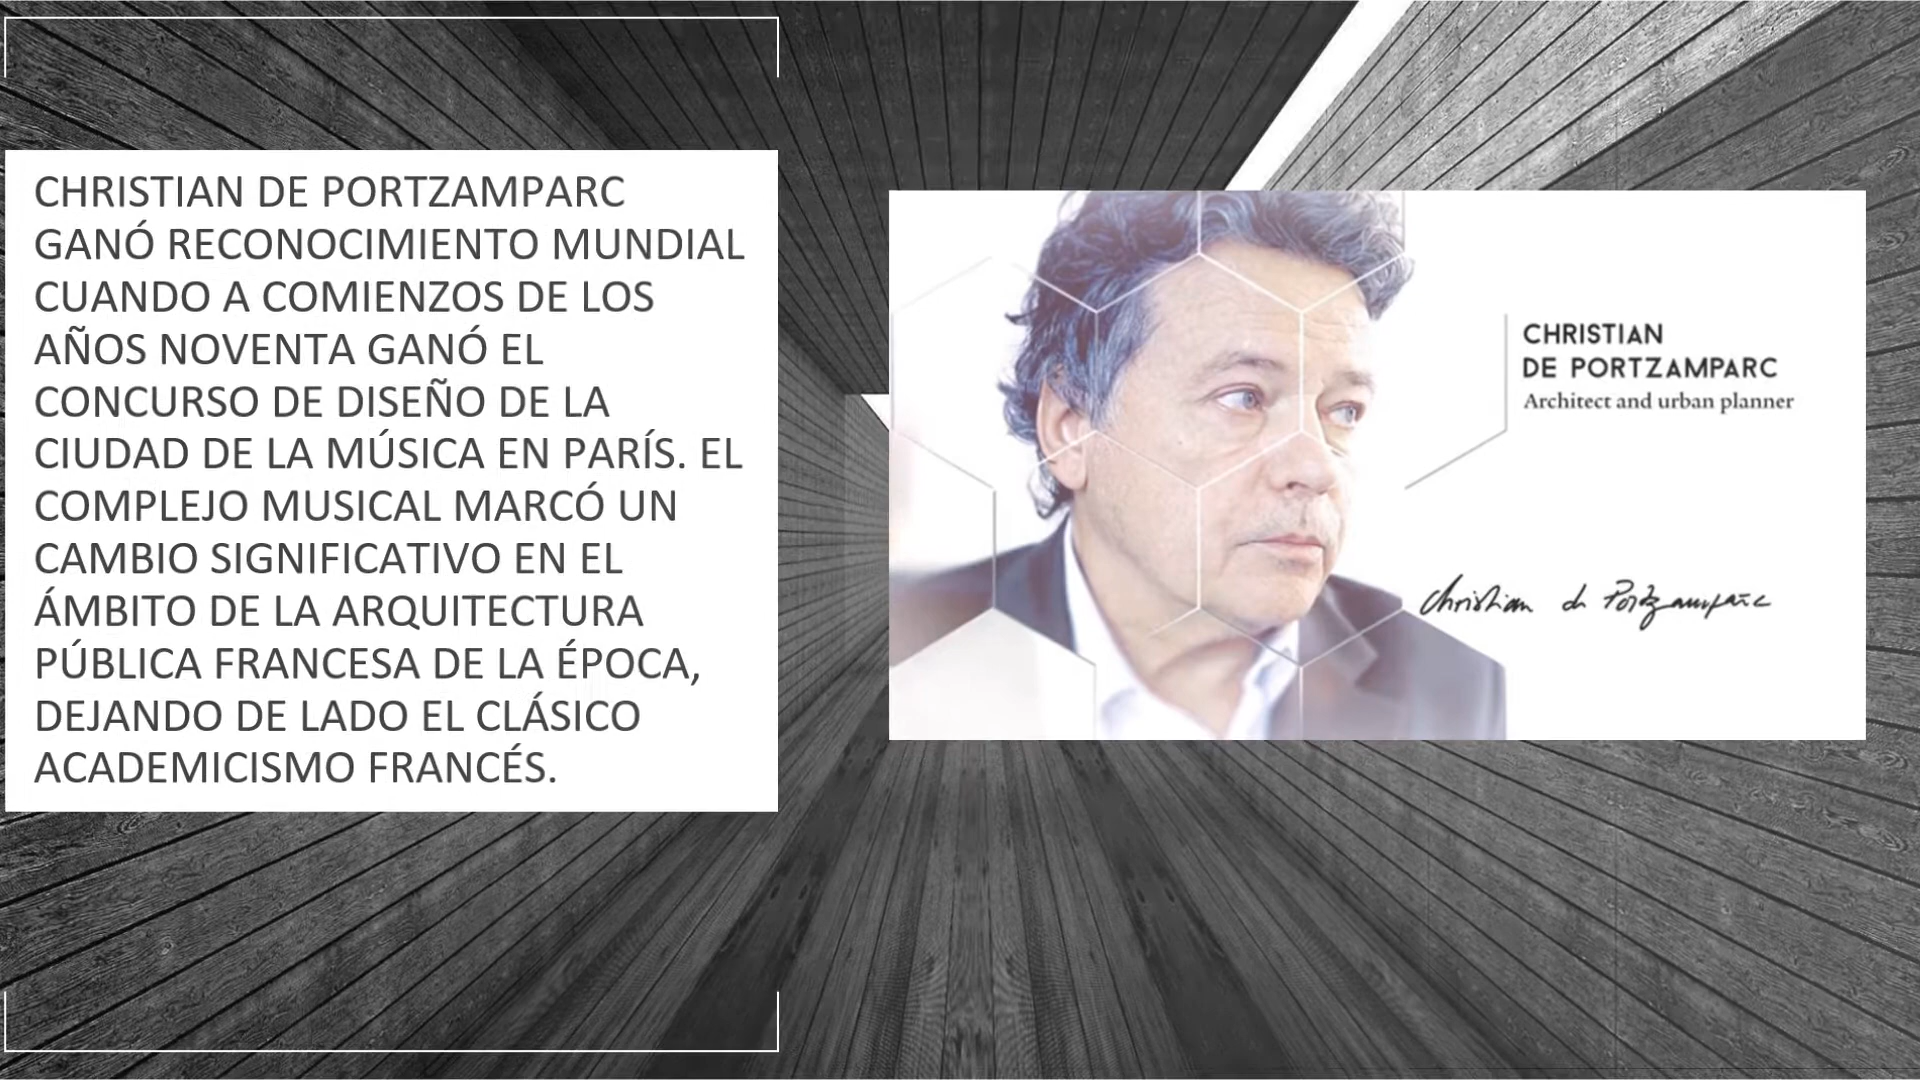 CHRISTIAN DE PORTZAMPARC
GANÓ RECONOCIMIENTO MUNDIAL
CUANDO A COMIENZOS DE LOS
AÑOS NOVENTA GANÓ EL
CONCURSO DE DISEÑO DE LA
CIUDAD DE LA MÚSICA EN PARÍS. EL
COMPLEJO MUSICAL MARCÓ UN
CAMBIO SIGNIFICATIVO EN EL
ÁMBITO DE LA ARQUITECTURA
PÚBLICA FRANCESA DE LA ÉPOCA,
DEJANDO DE LADO EL CLÁSICO
ACADEMICISMO FRANCÉS.
CHRISTIAN
DE PORTZAMPARC
Architect and urban planner
Christian de Portzamparc